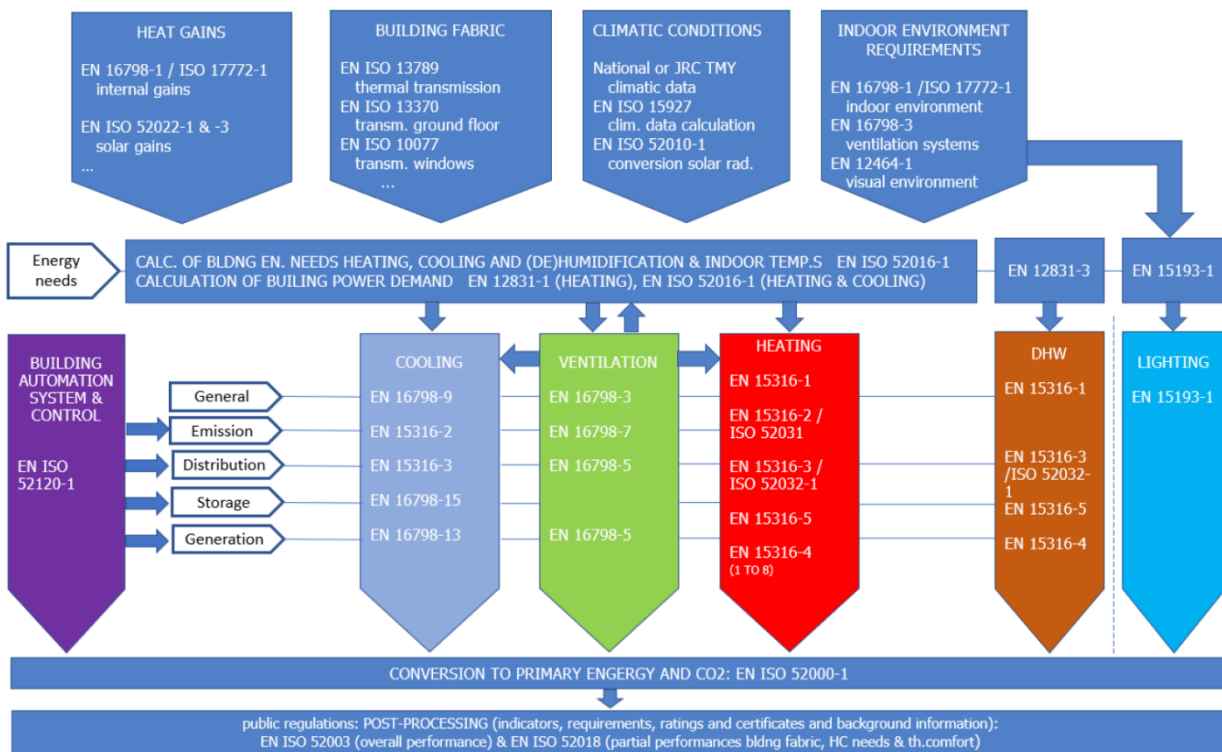 HEAT GAINS
EN 16798-1 / ISO 17772-1
internal gains
EN ISO 52022-1 & -3
solar gains
...
BUILDING FABRIC
EN ISO 13789
thermal transmission
EN ISO 13370
transm. ground floor
EN ISO 10077
transm. windows
...
CLIMATIC CONDITIONS
National or JRC TMY
climatic data
EN ISO 15927
clim. data calculation
EN ISO 52010-1
conversion solar rad.
INDOOR ENVIRONMENT
REQUIREMENTS
EN 16798-1 /ISO 17772-1
indoor environment
EN 16798-3
ventilation systems
EN 12464-1
visual environment
Energy
needs
CALC. OF BLDNG EN. NEEDS HEATING, COOLING AND (DE)HUMIDIFICATION & INDOOR TEMP.S EN ISO 52016-1
CALCULATION OF BUILING POWER DEMAND EN 12831-1 (HEATING), EN ISO 52016-1 (HEATING & COOLING)
EN 12831-3
EN 15193-1
BUILDING
AUTOMATION
SYSTEM &
CONTROL
EN ISO
52120-1
General
Emission
Distribution
Storage
Generation
COOLING
EN 16798-9
EN 15316-2
EN 15316-3
EN 16798-15
EN 16798-13
VENTILATION
EN 16798-3
EN 16798-7
EN 16798-5
EN 16798-5
HEATING
EN 15316-1
EN 15316-2 /
ISO 52031
EN 15316-3 /
ISO 52032-1
EN 15316-5
EN 15316-4
(1 TO 8)
DHW
EN 15316-1
EN 15316-3
/ISO 52032-
1
EN 15316-5
EN 15316-4
LIGHTING
EN 15193-1
CONVERSION TO PRIMARY ENGERGY AND CO2: EN ISO 52000-1
public regulations: POST-PROCESSING (indicators, requirements, ratings and certificates and background information):
EN ISO 52003 (overall performance) & EN ISO 52018 (partial performances bldng fabric, HC needs & th.comfort)